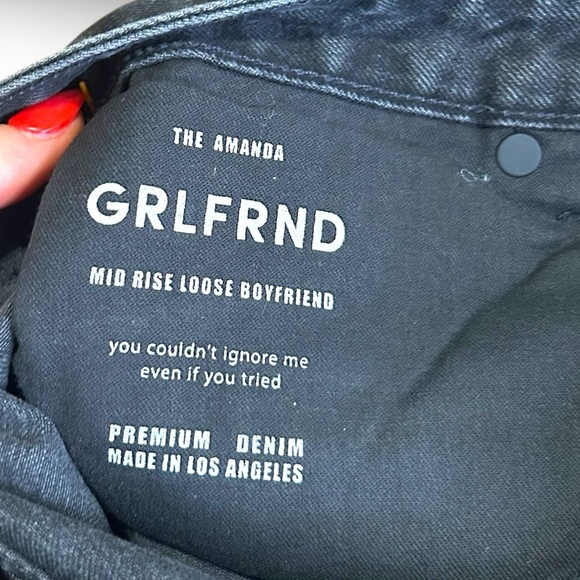 THE AMANDA
GRLFRND
MID RISE LOOSE BOYFRIEND
you couldn't ignore me
even if you tried
PREMIUM DENIM
MADE IN LOS ANGELES